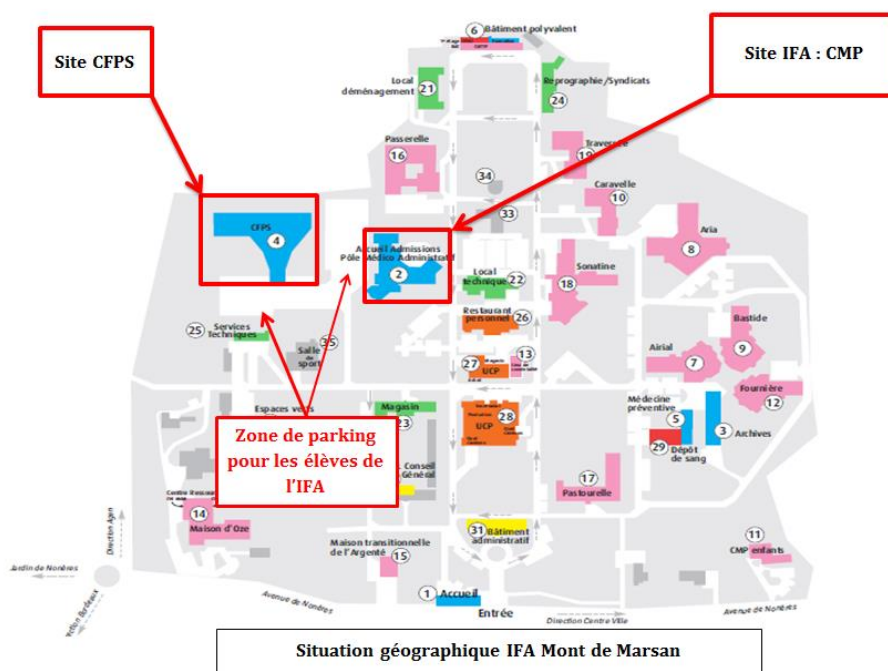 6
Bâtiment polyvalent
Site CFPS
Site IFA : CMP
Local
déménagement
21
Reprographie/Syndicats
24
Passerelle
16
Traversée
19
34
Caravelle
10
33
CFPS
4
Aria
8
Accueil Admissions
Pôle Médico Administratif
2
Sonatine
18
Local
technique
22
25
Services
Techniques
35
Salle
de sport
Restaurant
personnel
26
Bastide
9
Airial
7
27
Magasin
UCP
13
Fournière
12
Espaces verts
Magasin
23
Zone de parking
pour les élèves de
l'IFA
28
UCP
Médecine
préventive
5
3
Archives
29
Dépôt
de sang
Conseil
Général
17
Pastourelle
Centre Ressource
14
Maison d'Oze
31
Bâtiment
administratif
Maison transitionnelle
de l'Argenté
15
11
CMP enfants
Direction Agen
Jardin de Nonères
Avenue de Nonères
1
Accueil
Entrée
Direction Centre Ville
Avenue de Nonères
Situation géographique IFA Mont de Marsan